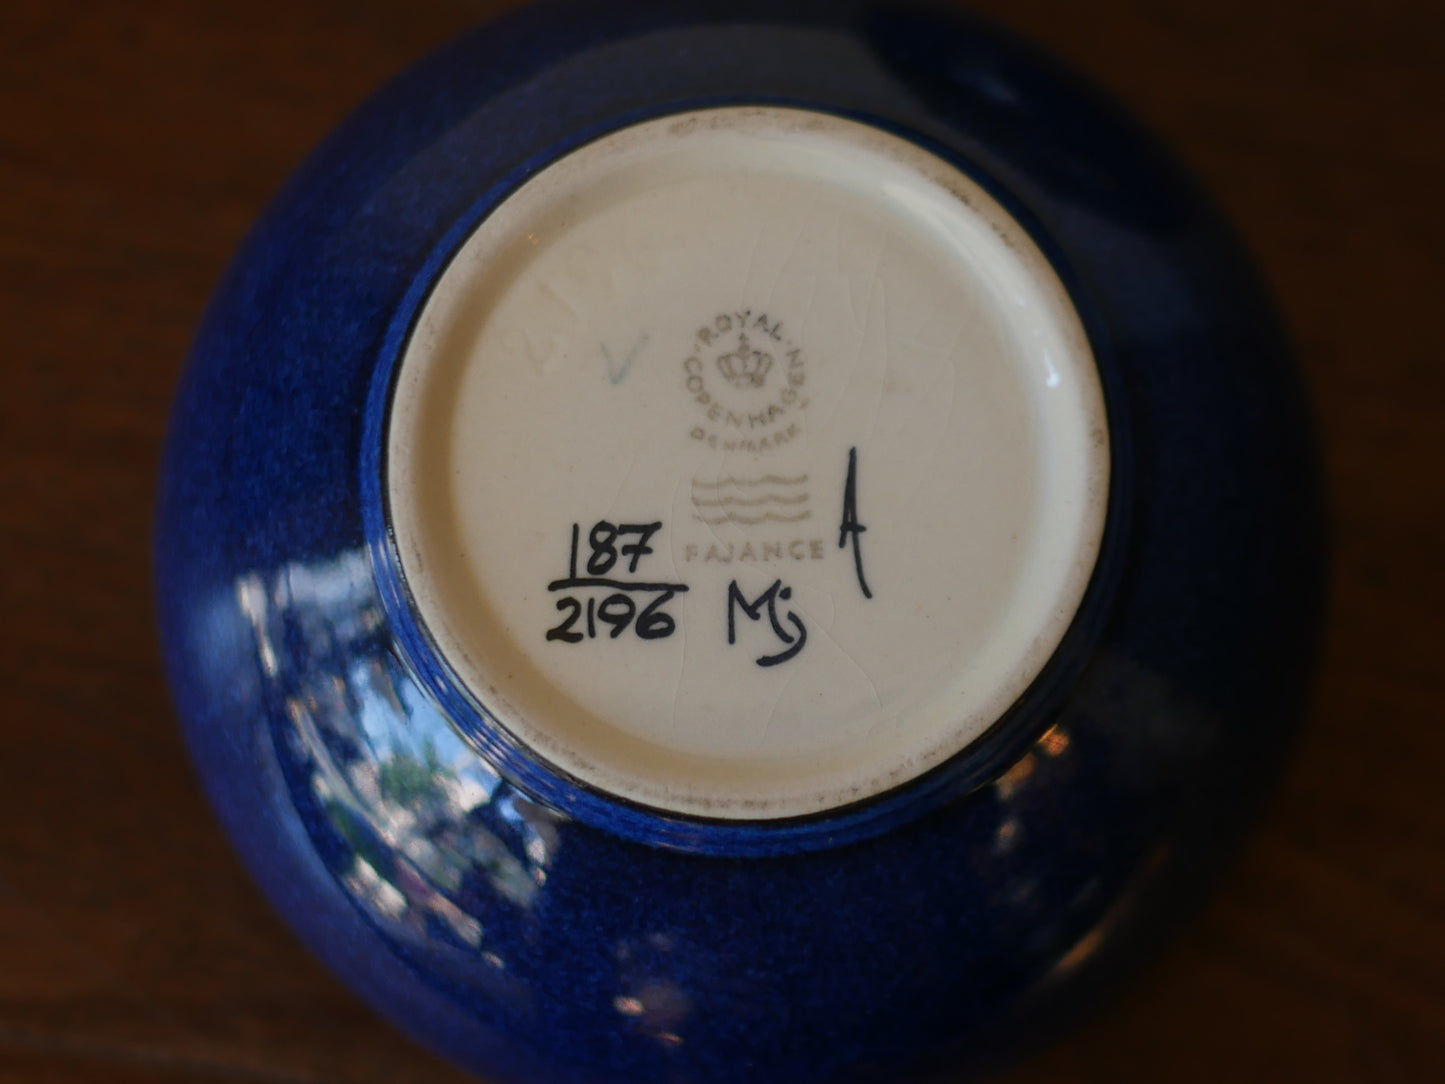 ROYAL
COPENHAGEN
DENMARK
FAJANCE
A
187
2196
Mj